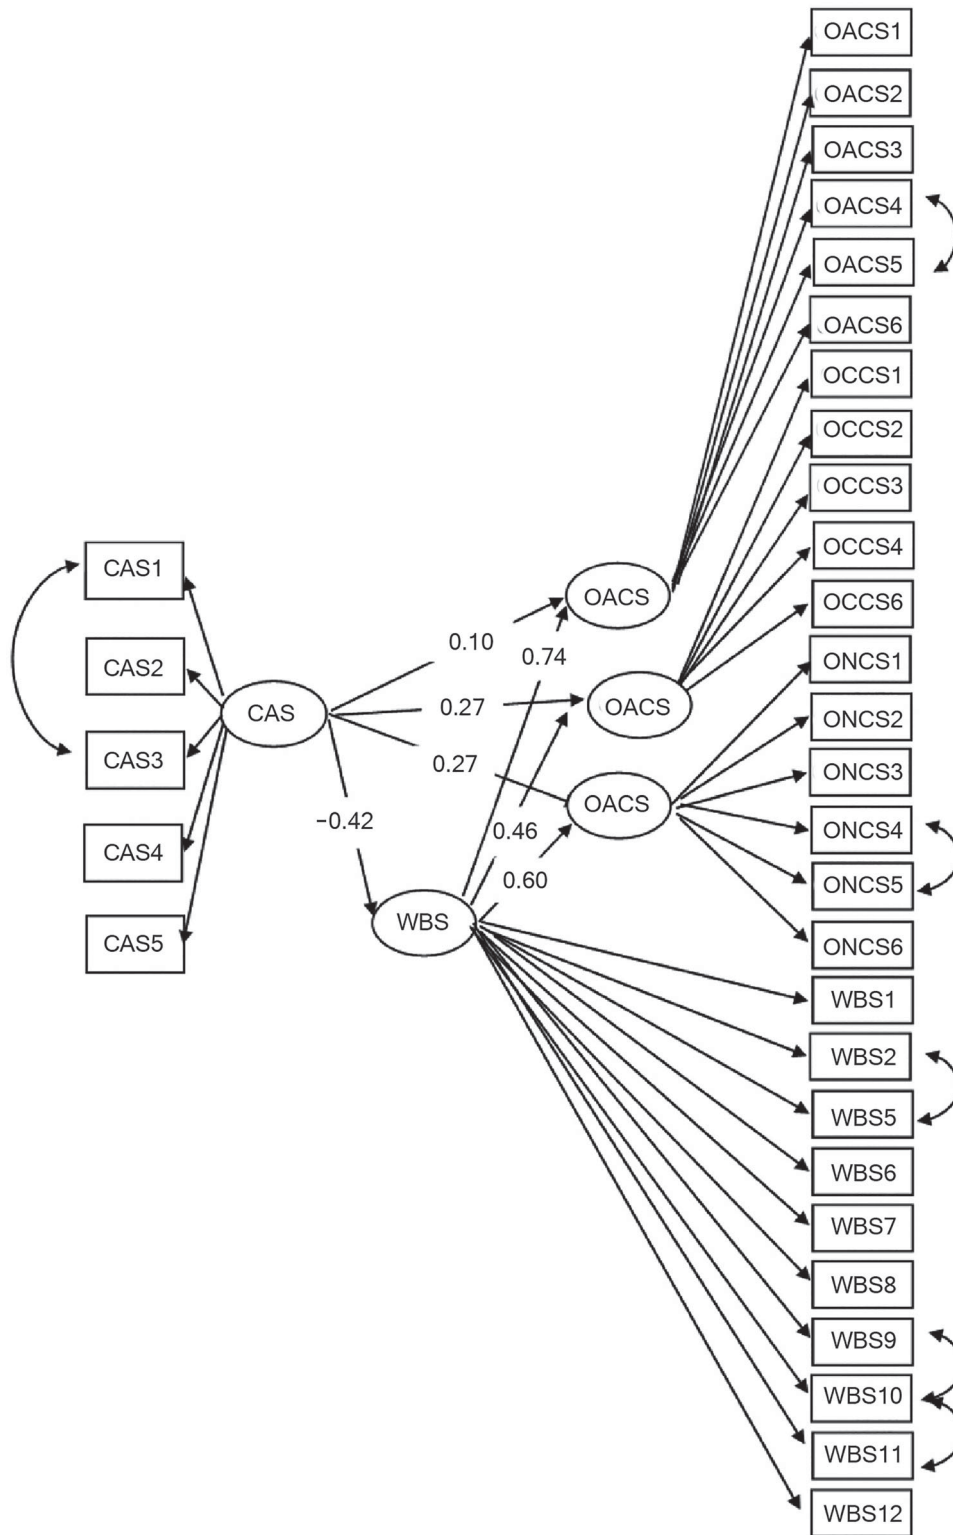 OACS1
OACS2
OACS3
OACS4
OACS5
OACS6
OCCS1
OCCS2
OCCS3
OCCS4
OCCS6
ONCS1
ONCS2
ONCS3
ONCS4
ONCS5
ONCS6
WBS1
WBS2
WBS5
WBS6
WBS7
WBS8
WBS9
WBS10
WBS11
WBS12
CAS1
CAS2
CAS3
CAS4
CAS5
CAS
OACS
OACS
OACS
WBS
0.10
0.74
0.27
0.27
−0.42
0.46
0.60